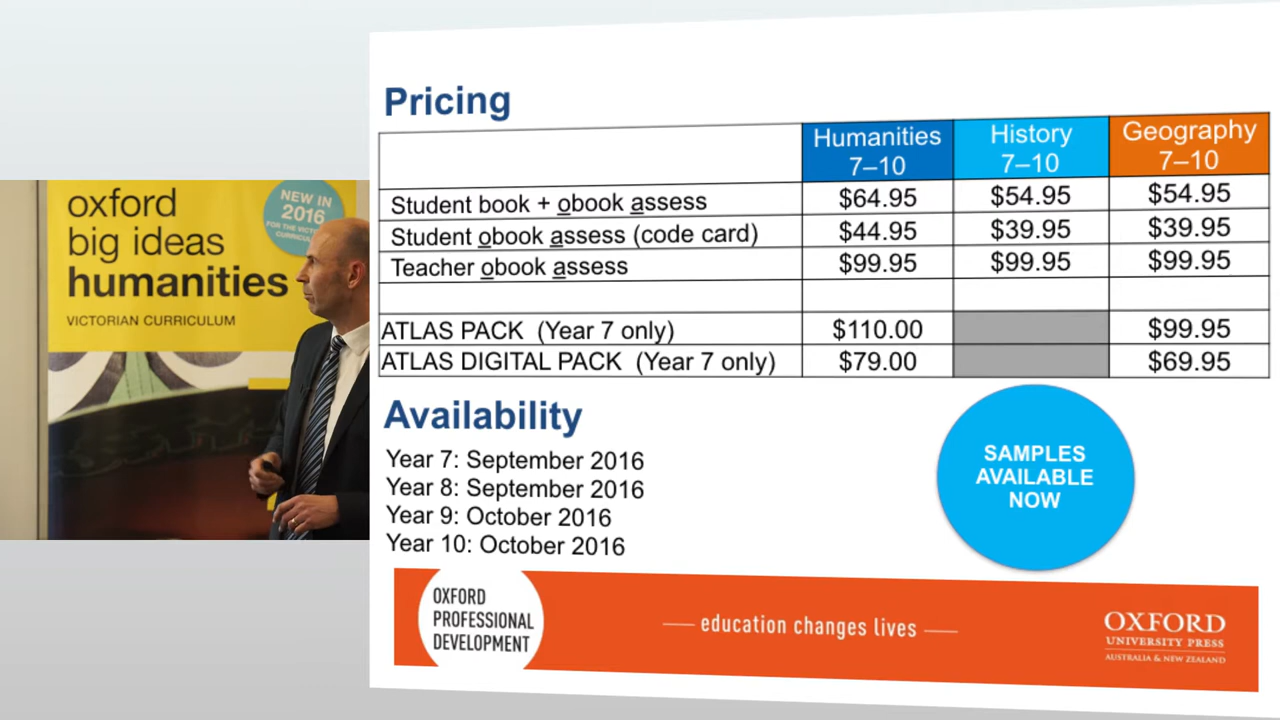 oxford
big ideas
humanities
VICTORIAN CURRICULUM
NEW IN
2016
FOR THE
Pricing
Humanities 7–10 History 7–10 Geography 7–10
Student book + obook assess $64.95 $54.95 $54.95
Student obook assess (code card) $44.95 $39.95 $39.95
Teacher obook assess $99.95 $99.95 $99.95
ATLAS PACK (Year 7 only) $110.00 $99.95
ATLAS DIGITAL PACK (Year 7 only) $79.00 $69.95
Availability
Year 7: September 2016
Year 8: September 2016
Year 9: October 2016
Year 10: October 2016
SAMPLES
AVAILABLE
NOW
OXFORD
PROFESSIONAL
DEVELOPMENT
education changes lives
OXFORD
UNIVERSITY PRESS
AUSTRALIA & NEW ZEALAND